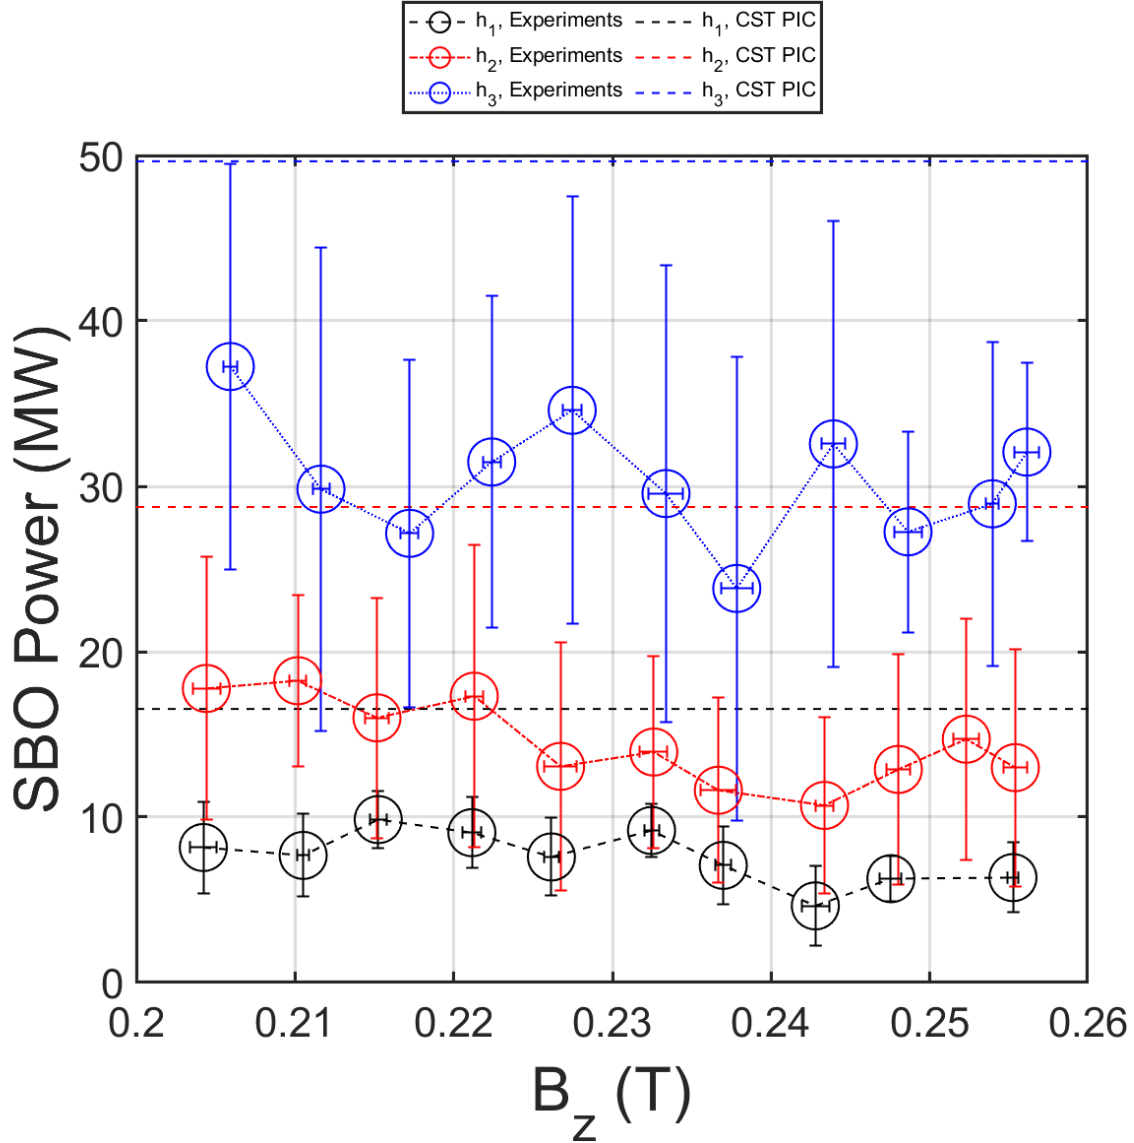 h1, Experiments h1, CST PIC
h2, Experiments h2, CST PIC
h3, Experiments h3, CST PIC
50
40
30
20
10
0
SBO Power (MW)
0.2 0.21 0.22 0.23 0.24 0.25 0.26
Bz (T)